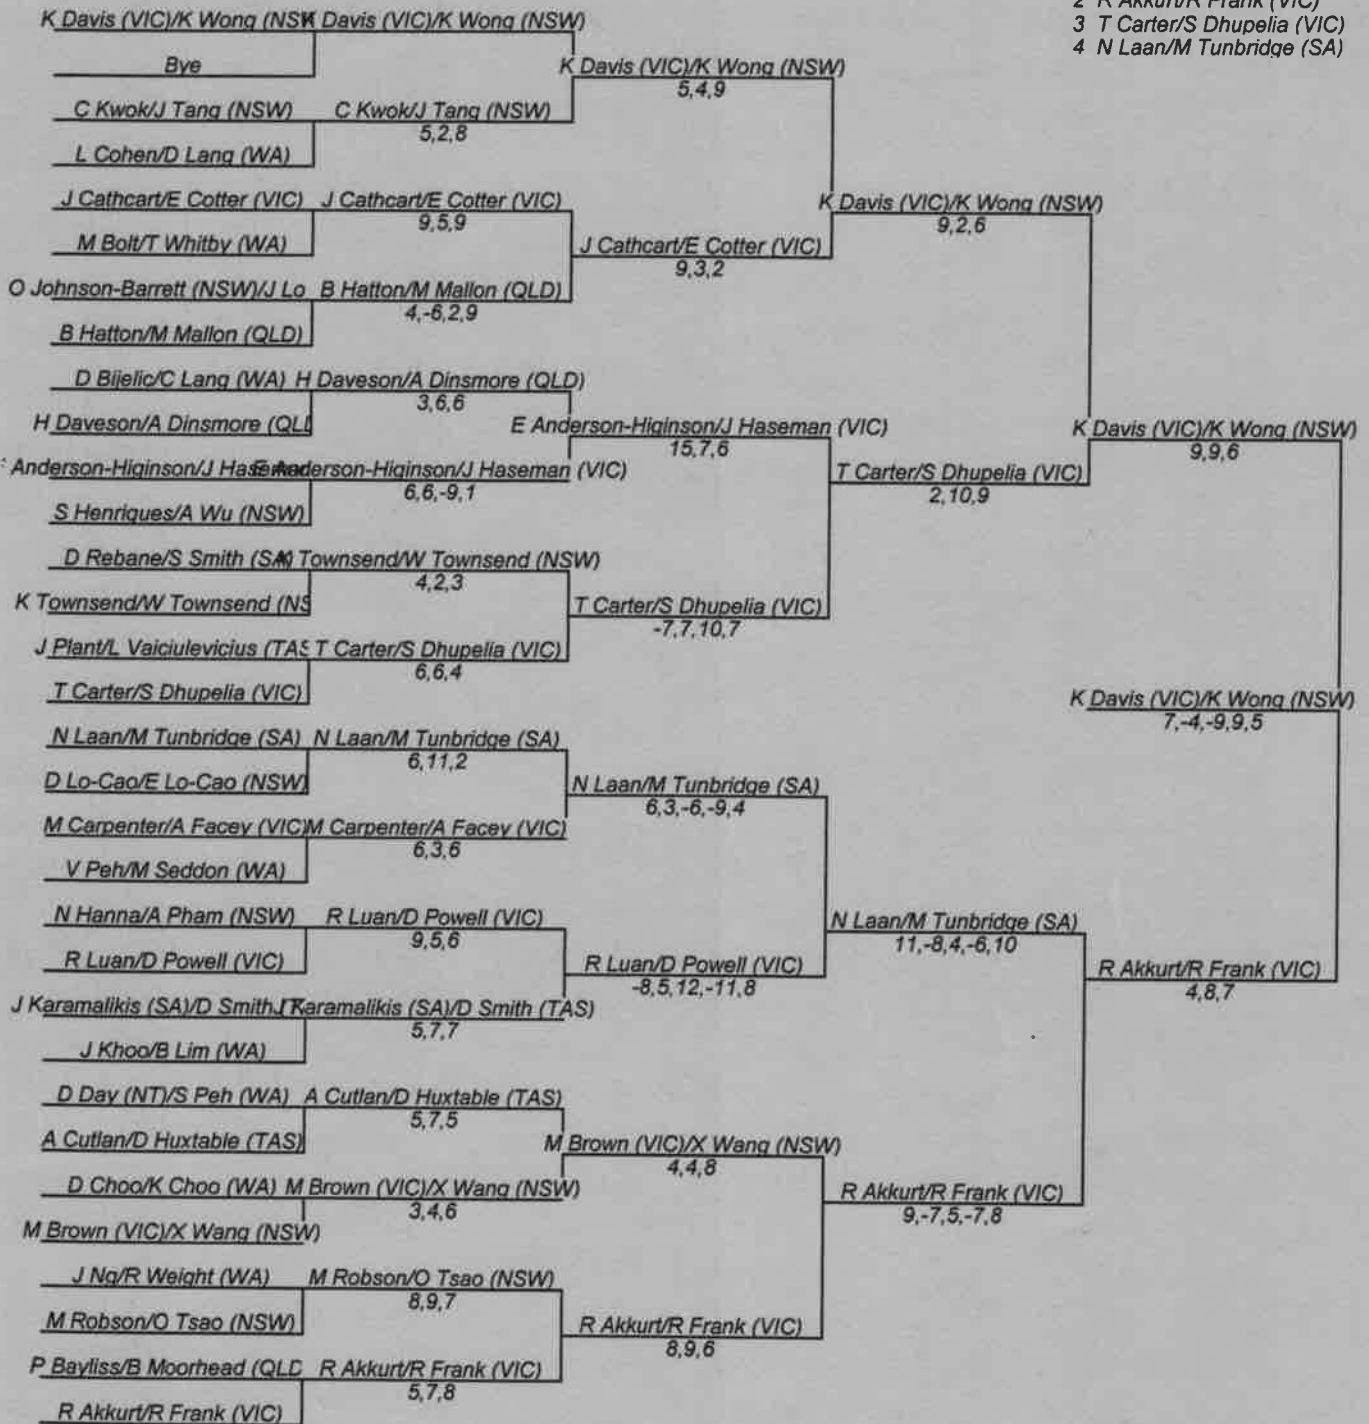 2 R Akkurt/R Frank (VIC)
3 T Carter/S Dhupelia (VIC)
4 N Laan/M Tunbridge (SA)
K Davis (VIC)/K Wong (NSW
Bye
C Kwok/J Tang (NSW)
L Cohen/D Lang (WA)
J Cathcart/E Cotter (VIC)
M Bolt/T Whitby (WA)
O Johnson-Barrett (NSW)/J Lo
B Hatton/M Mallon (QLD)
D Bijelic/C Lang (WA)
H Daveson/A Dinsmore (QLD
Anderson-Higinson/J Haseman
S Henriques/A Wu (NSW)
D Rebane/S Smith (SA)
K Townsend/W Townsend (NS
J Plant/L Vaiciulevicius (TAS
T Carter/S Dhupelia (VIC)
N Laan/M Tunbridge (SA)
D Lo-Cao/E Lo-Cao (NSW)
M Carpenter/A Facey (VIC)
V Peh/M Seddon (WA)
N Hanna/A Pham (NSW)
R Luan/D Powell (VIC)
J Karamalikis (SA)/D Smith
J Khoo/B Lim (WA)
D Day (NT)/S Peh (WA)
A Cutlan/D Huxtable (TAS)
D Choo/K Choo (WA)
M Brown (VIC)/X Wang (NSW)
J Ng/R Weight (WA)
M Robson/O Tsao (NSW)
P Bayliss/B Moorhead (QLD
R Akkurt/R Frank (VIC)
K Davis (VIC)/K Wong (NSW)
C Kwok/J Tang (NSW)
5,2,8
J Cathcart/E Cotter (VIC)
9,5,9
B Hatton/M Mallon (QLD)
4,-6,2,9
H Daveson/A Dinsmore (QLD)
3,6,6
E Anderson-Higinson/J Haseman (VIC)
6,6,-9,1
K Townsend/W Townsend (NSW)
4,2,3
T Carter/S Dhupelia (VIC)
6,6,4
N Laan/M Tunbridge (SA)
6,11,2
M Carpenter/A Facey (VIC)
6,3,6
R Luan/D Powell (VIC)
9,5,6
J Karamalikis (SA)/D Smith (TAS)
5,7,7
A Cutlan/D Huxtable (TAS)
5,7,5
M Brown (VIC)/X Wang (NSW)
3,4,6
M Robson/O Tsao (NSW)
8,9,7
R Akkurt/R Frank (VIC)
5,7,8
K Davis (VIC)/K Wong (NSW)
5,4,9
J Cathcart/E Cotter (VIC)
9,3,2
E Anderson-Higinson/J Haseman (VIC)
15,7,6
T Carter/S Dhupelia (VIC)
-7,7,10,7
N Laan/M Tunbridge (SA)
6,3,-6,-9,4
R Luan/D Powell (VIC)
-8,5,12,-11,8
M Brown (VIC)/X Wang (NSW)
4,4,8
R Akkurt/R Frank (VIC)
8,9,6
K Davis (VIC)/K Wong (NSW)
9,2,6
T Carter/S Dhupelia (VIC)
2,10,9
N Laan/M Tunbridge (SA)
11,-8,4,-6,10
R Akkurt/R Frank (VIC)
9,-7,5,-7,8
K Davis (VIC)/K Wong (NSW)
9,9,6
R Akkurt/R Frank (VIC)
4,8,7
K Davis (VIC)/K Wong (NSW)
7,-4,-9,9,5